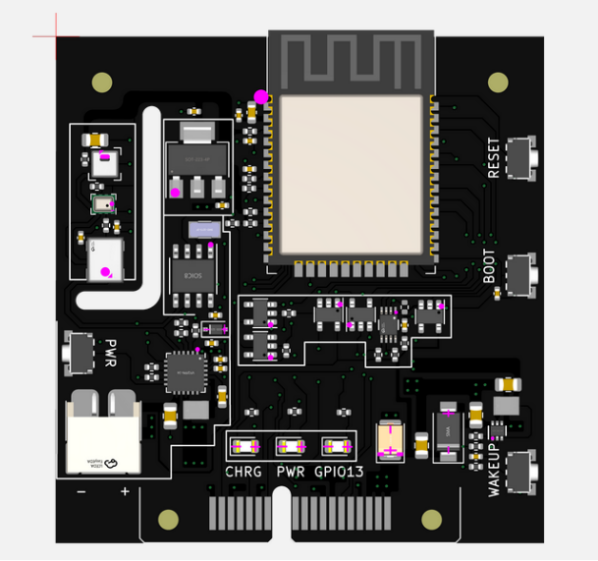 RESET
BOOT
PWR
CHRG PWR GPIO13
WAKEUP
- +